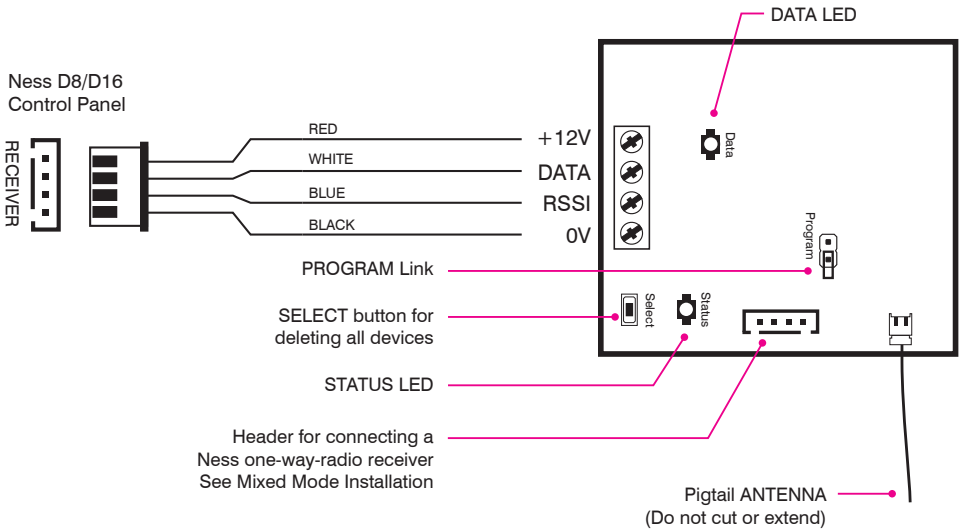 DATA LED
Ness D8/D16
Control Panel
RECEIVER
RED
WHITE
BLUE
BLACK
+12V
DATA
RSSI
0V
Data
Program
PROGRAM Link
SELECT button for
deleting all devices
Select
Status
STATUS LED
Header for connecting a
Ness one-way-radio receiver
See Mixed Mode Installation
Pigtail ANTENNA
(Do not cut or extend)